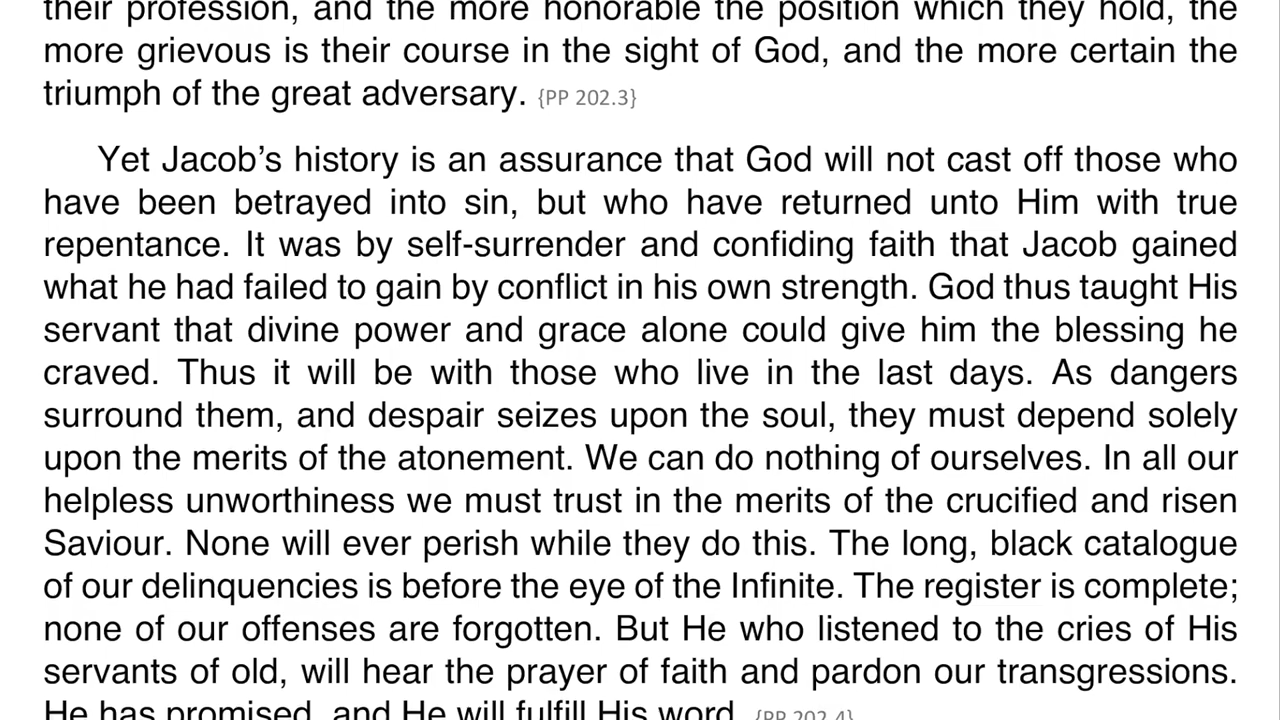 their profession, and the more honorable the position which they hold, the
more grievous is their course in the sight of God, and the more certain the
triumph of the great adversary. {PP 202.3}
Yet Jacob’s history is an assurance that God will not cast off those who
have been betrayed into sin, but who have returned unto Him with true
repentance. It was by self-surrender and confiding faith that Jacob gained
what he had failed to gain by conflict in his own strength. God thus taught His
servant that divine power and grace alone could give him the blessing he
craved. Thus it will be with those who live in the last days. As dangers
surround them, and despair seizes upon the soul, they must depend solely
upon the merits of the atonement. We can do nothing of ourselves. In all our
helpless unworthiness we must trust in the merits of the crucified and risen
Saviour. None will ever perish while they do this. The long, black catalogue
of our delinquencies is before the eye of the Infinite. The register is complete;
none of our offenses are forgotten. But He who listened to the cries of His
servants of old, will hear the prayer of faith and pardon our transgressions.
He has promised, and He will fulfill His word. {PP 202.4}